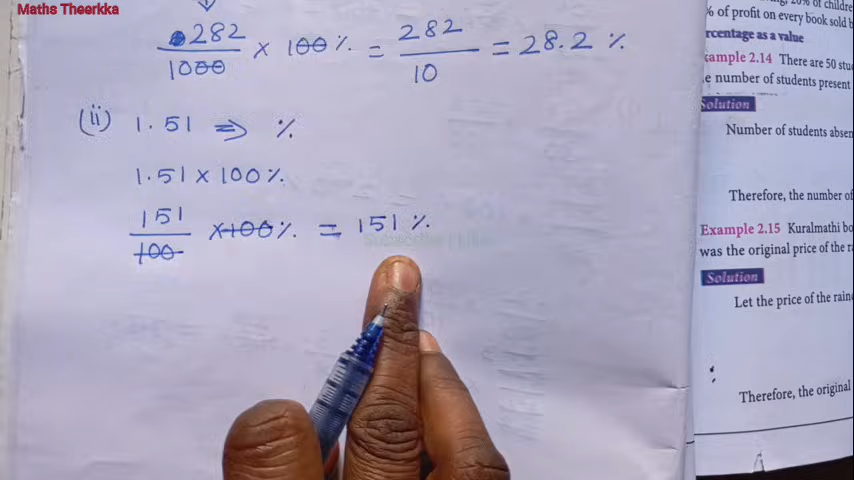 Maths Theerkka
282/1000 × 100 % = 282/10 = 28.2 %
(ii) 1.51 ⇒ %
1.51 × 100 %
151/100 × 100 % = 151 %
% of profit on every book sold
rcentage as a value
xample 2.14 There are 50 stu
e number of students present
Solution
Number of students absen
Therefore, the number of
Example 2.15 Kuralmathi bo
was the original price of the r
Solution
Let the price of the rain
Therefore, the original